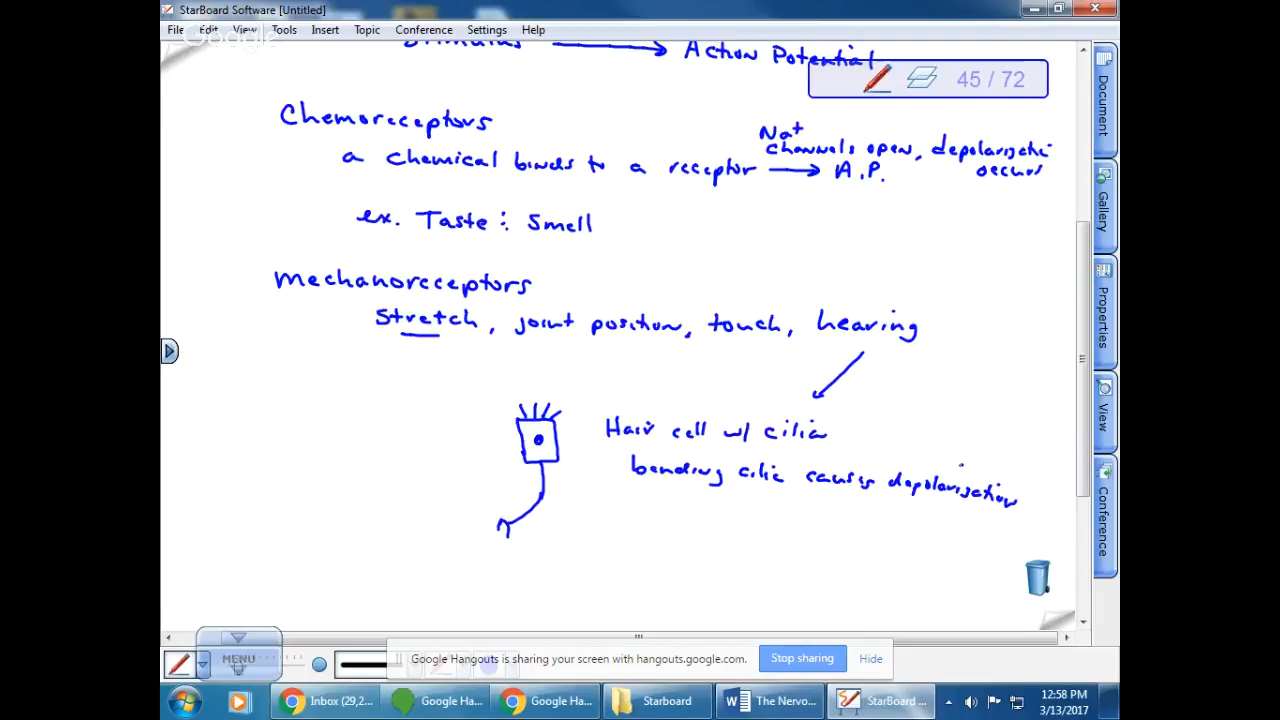 StarBoard Software [Untitled]
File Edit View Tools Insert Topic Conference Settings Help
Google
Stimulus → Action Potential
45 / 72
Chemoreceptors
Na+
channels open, depolarizatio
a chemical binds to a receptor → A.P. occurs
ex. Taste : Smell
Mechanoreceptors
Stretch, joint position, touch, hearing
Hair cell w/ cilia
bending cilia causes depolarization
Document
Gallery
Properties
View
Conference
MENU
Google Hangouts is sharing your screen with hangouts.google.com. Stop sharing Hide
Inbox (29,2... Google Ha... Google Ha... Starboard The Nervo... StarBoard ...
12:58 PM
3/13/2017